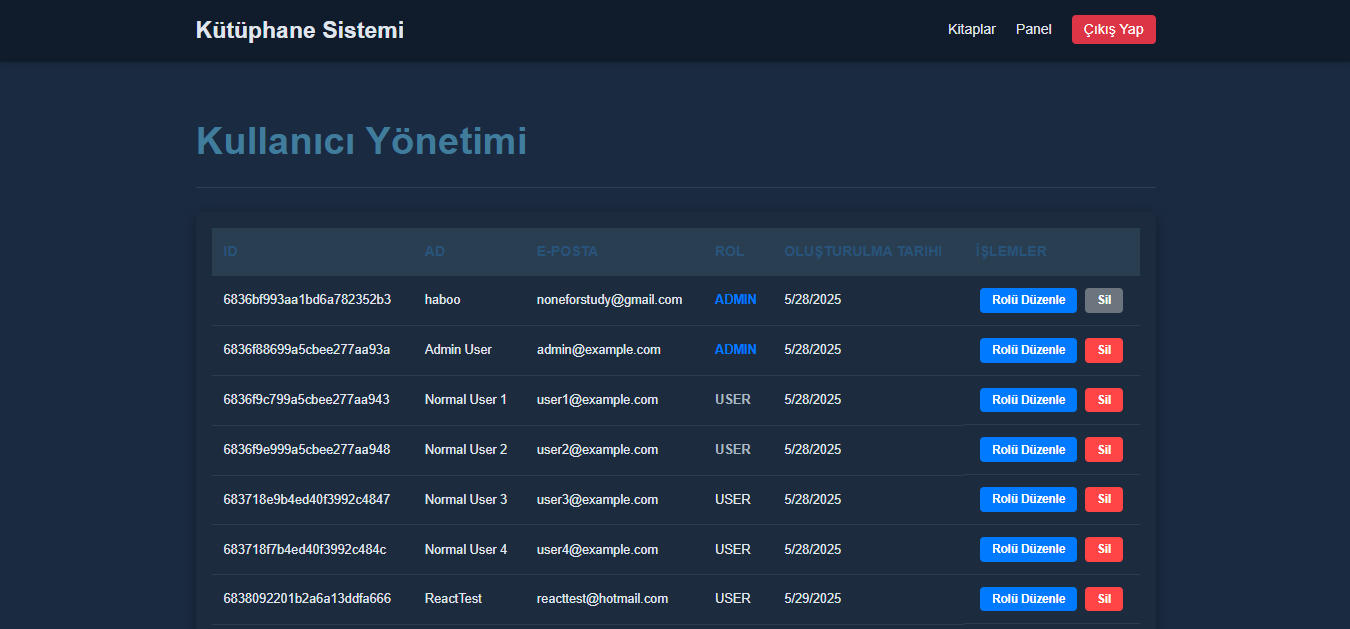 Kütüphane Sistemi Kitaplar Panel Çıkış Yap
Kullanıcı Yönetimi
ID AD E-POSTA ROL OLUŞTURULMA TARIHI İŞLEMLER
6836bf993aa1bd6a782352b3 haboo noneforstudy@gmail.com ADMIN 5/28/2025 Rolü Düzenle Sil
6836f88699a5cbee277aa93a Admin User admin@example.com ADMIN 5/28/2025 Rolü Düzenle Sil
6836f9c799a5cbee277aa943 Normal User 1 user1@example.com USER 5/28/2025 Rolü Düzenle Sil
6836f9e999a5cbee277aa948 Normal User 2 user2@example.com USER 5/28/2025 Rolü Düzenle Sil
683718e9b4ed40f3992c4847 Normal User 3 user3@example.com USER 5/28/2025 Rolü Düzenle Sil
683718f7b4ed40f3992c484c Normal User 4 user4@example.com USER 5/28/2025 Rolü Düzenle Sil
6838092201b2a6a13ddfa666 ReactTest reacttest@hotmail.com USER 5/29/2025 Rolü Düzenle Sil